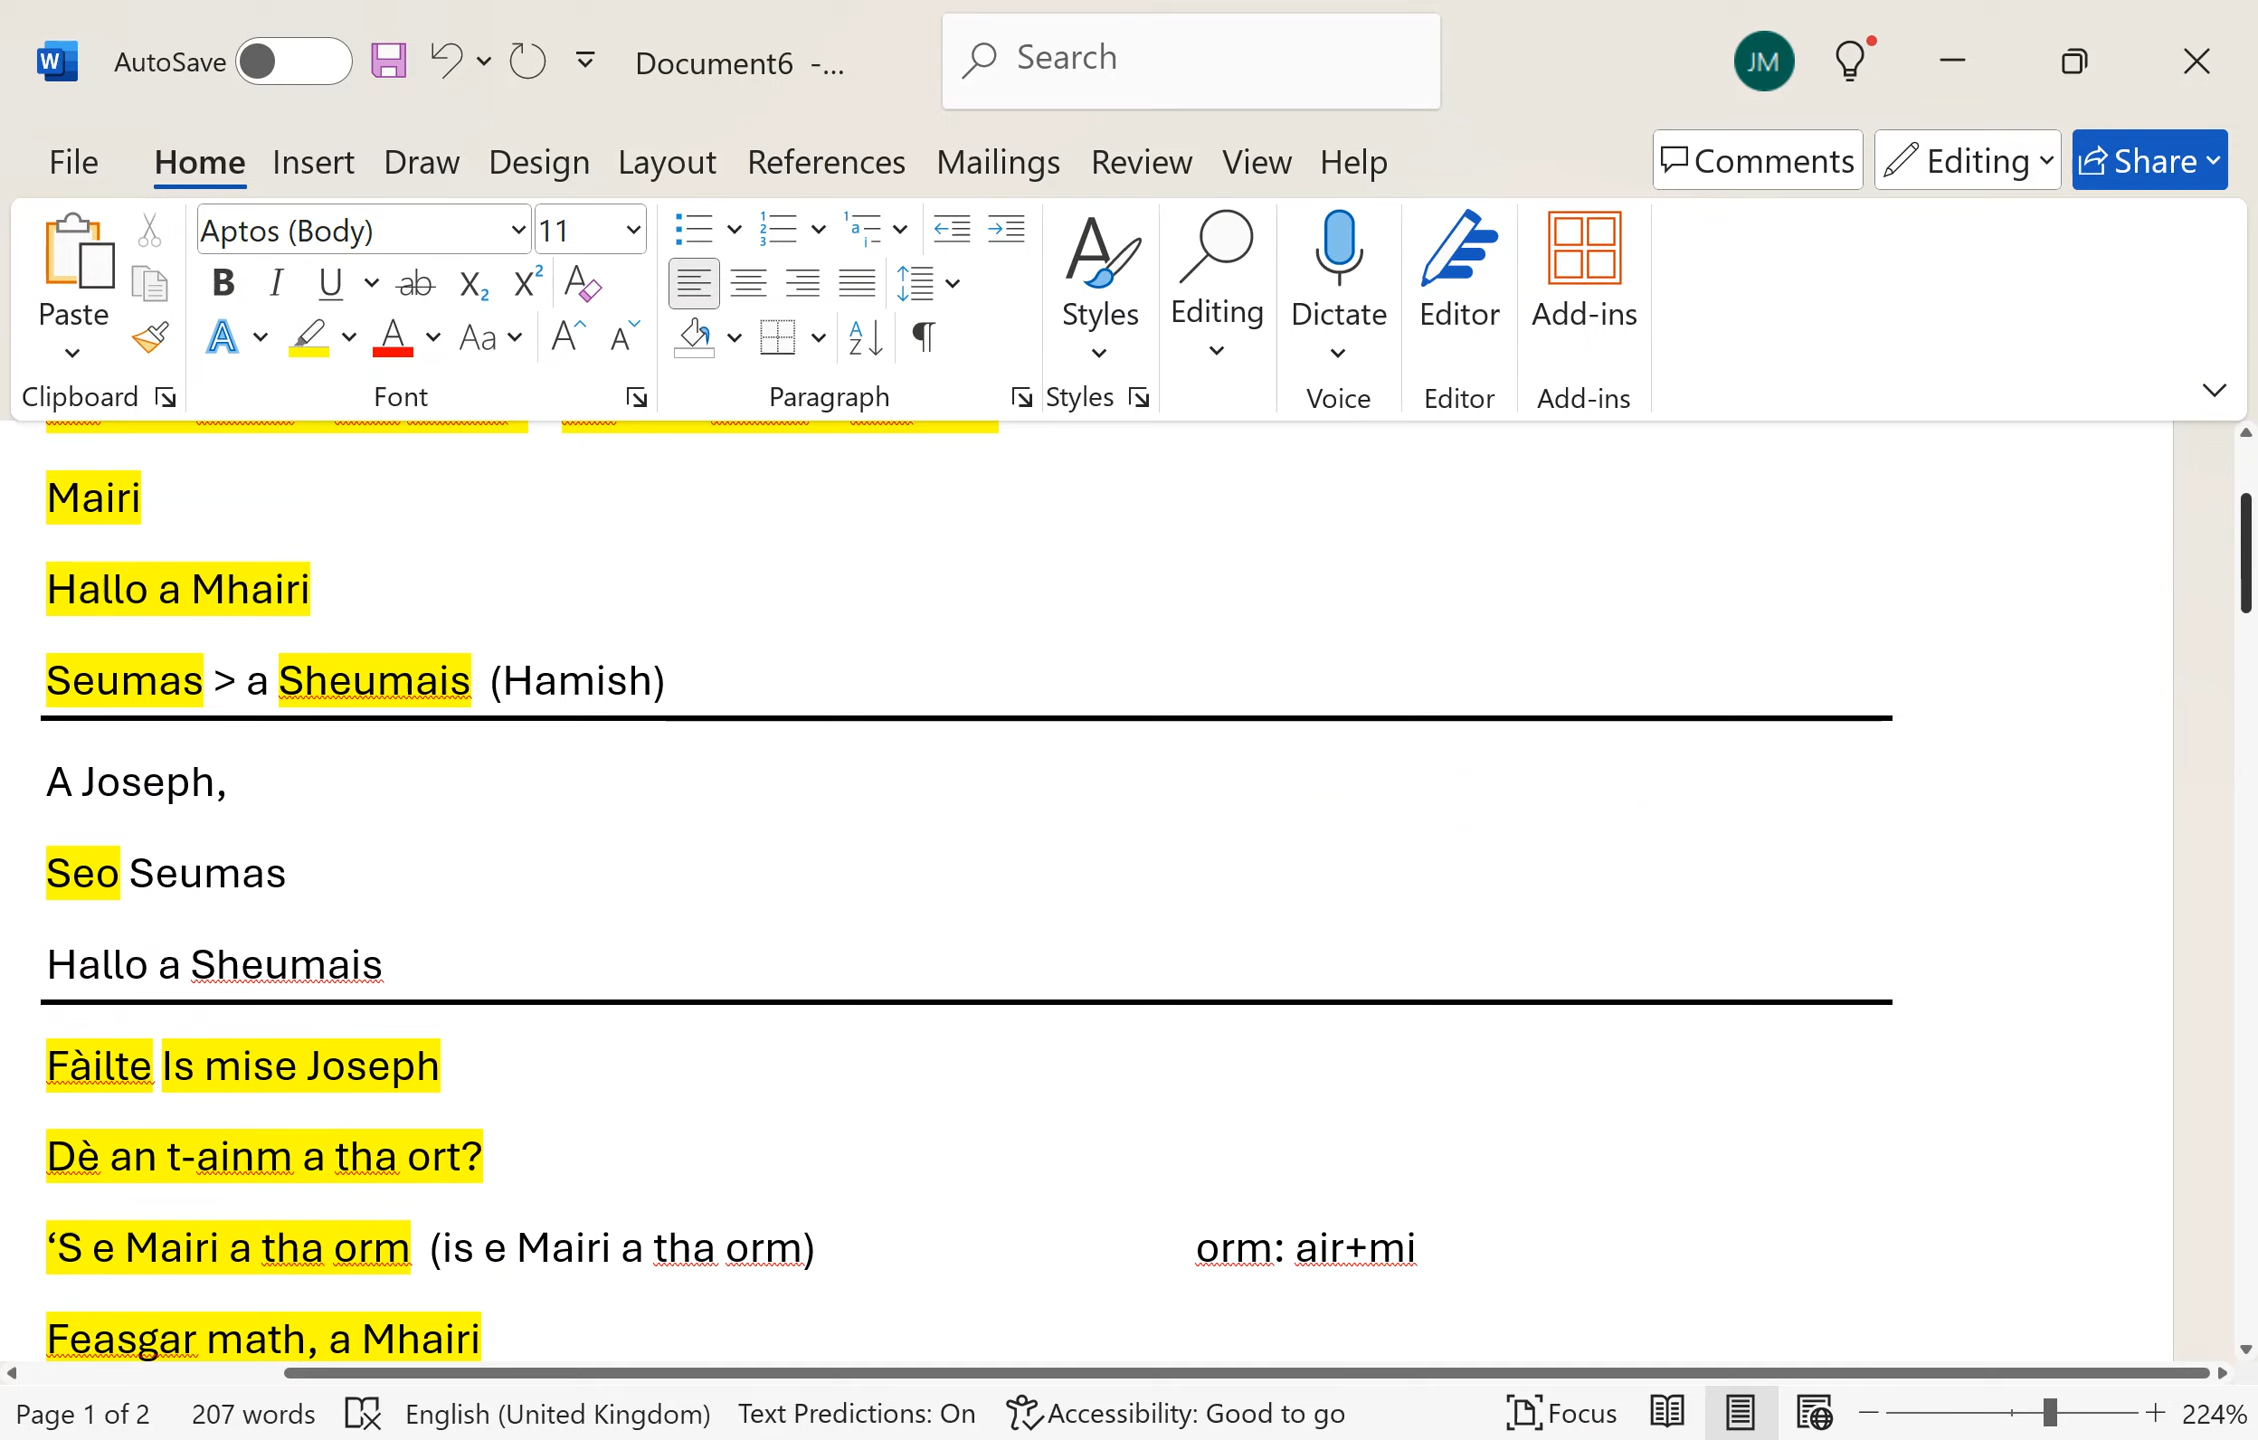 AutoSave Document6 -... Search JM
File Home Insert Draw Design Layout References Mailings Review View Help Comments Editing Share
Aptos (Body) 11
Paste Styles Editing Dictate Editor Add-ins
Clipboard Font Paragraph Styles Voice Editor Add-ins
Mairi
Hallo a Mhairi
Seumas > a Sheumais (Hamish)
A Joseph,
Seo Seumas
Hallo a Sheumais
Fàilte Is mise Joseph
Dè an t-ainm a tha ort?
‘S e Mairi a tha orm (is e Mairi a tha orm) orm: air+mi
Feasgar math, a Mhairi
Page 1 of 2 207 words English (United Kingdom) Text Predictions: On Accessibility: Good to go Focus 224%